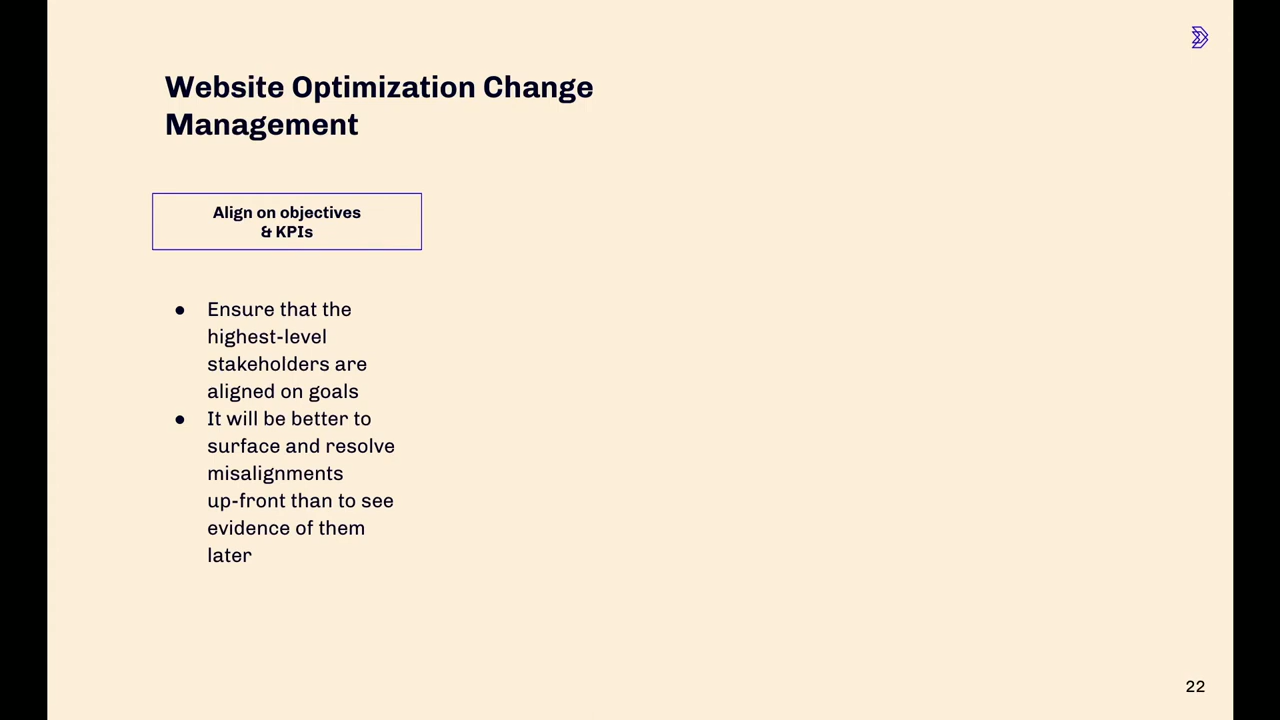 Website Optimization Change
Management
Align on objectives
& KPIs
● Ensure that the
highest-level
stakeholders are
aligned on goals
● It will be better to
surface and resolve
misalignments
up-front than to see
evidence of them
later
22